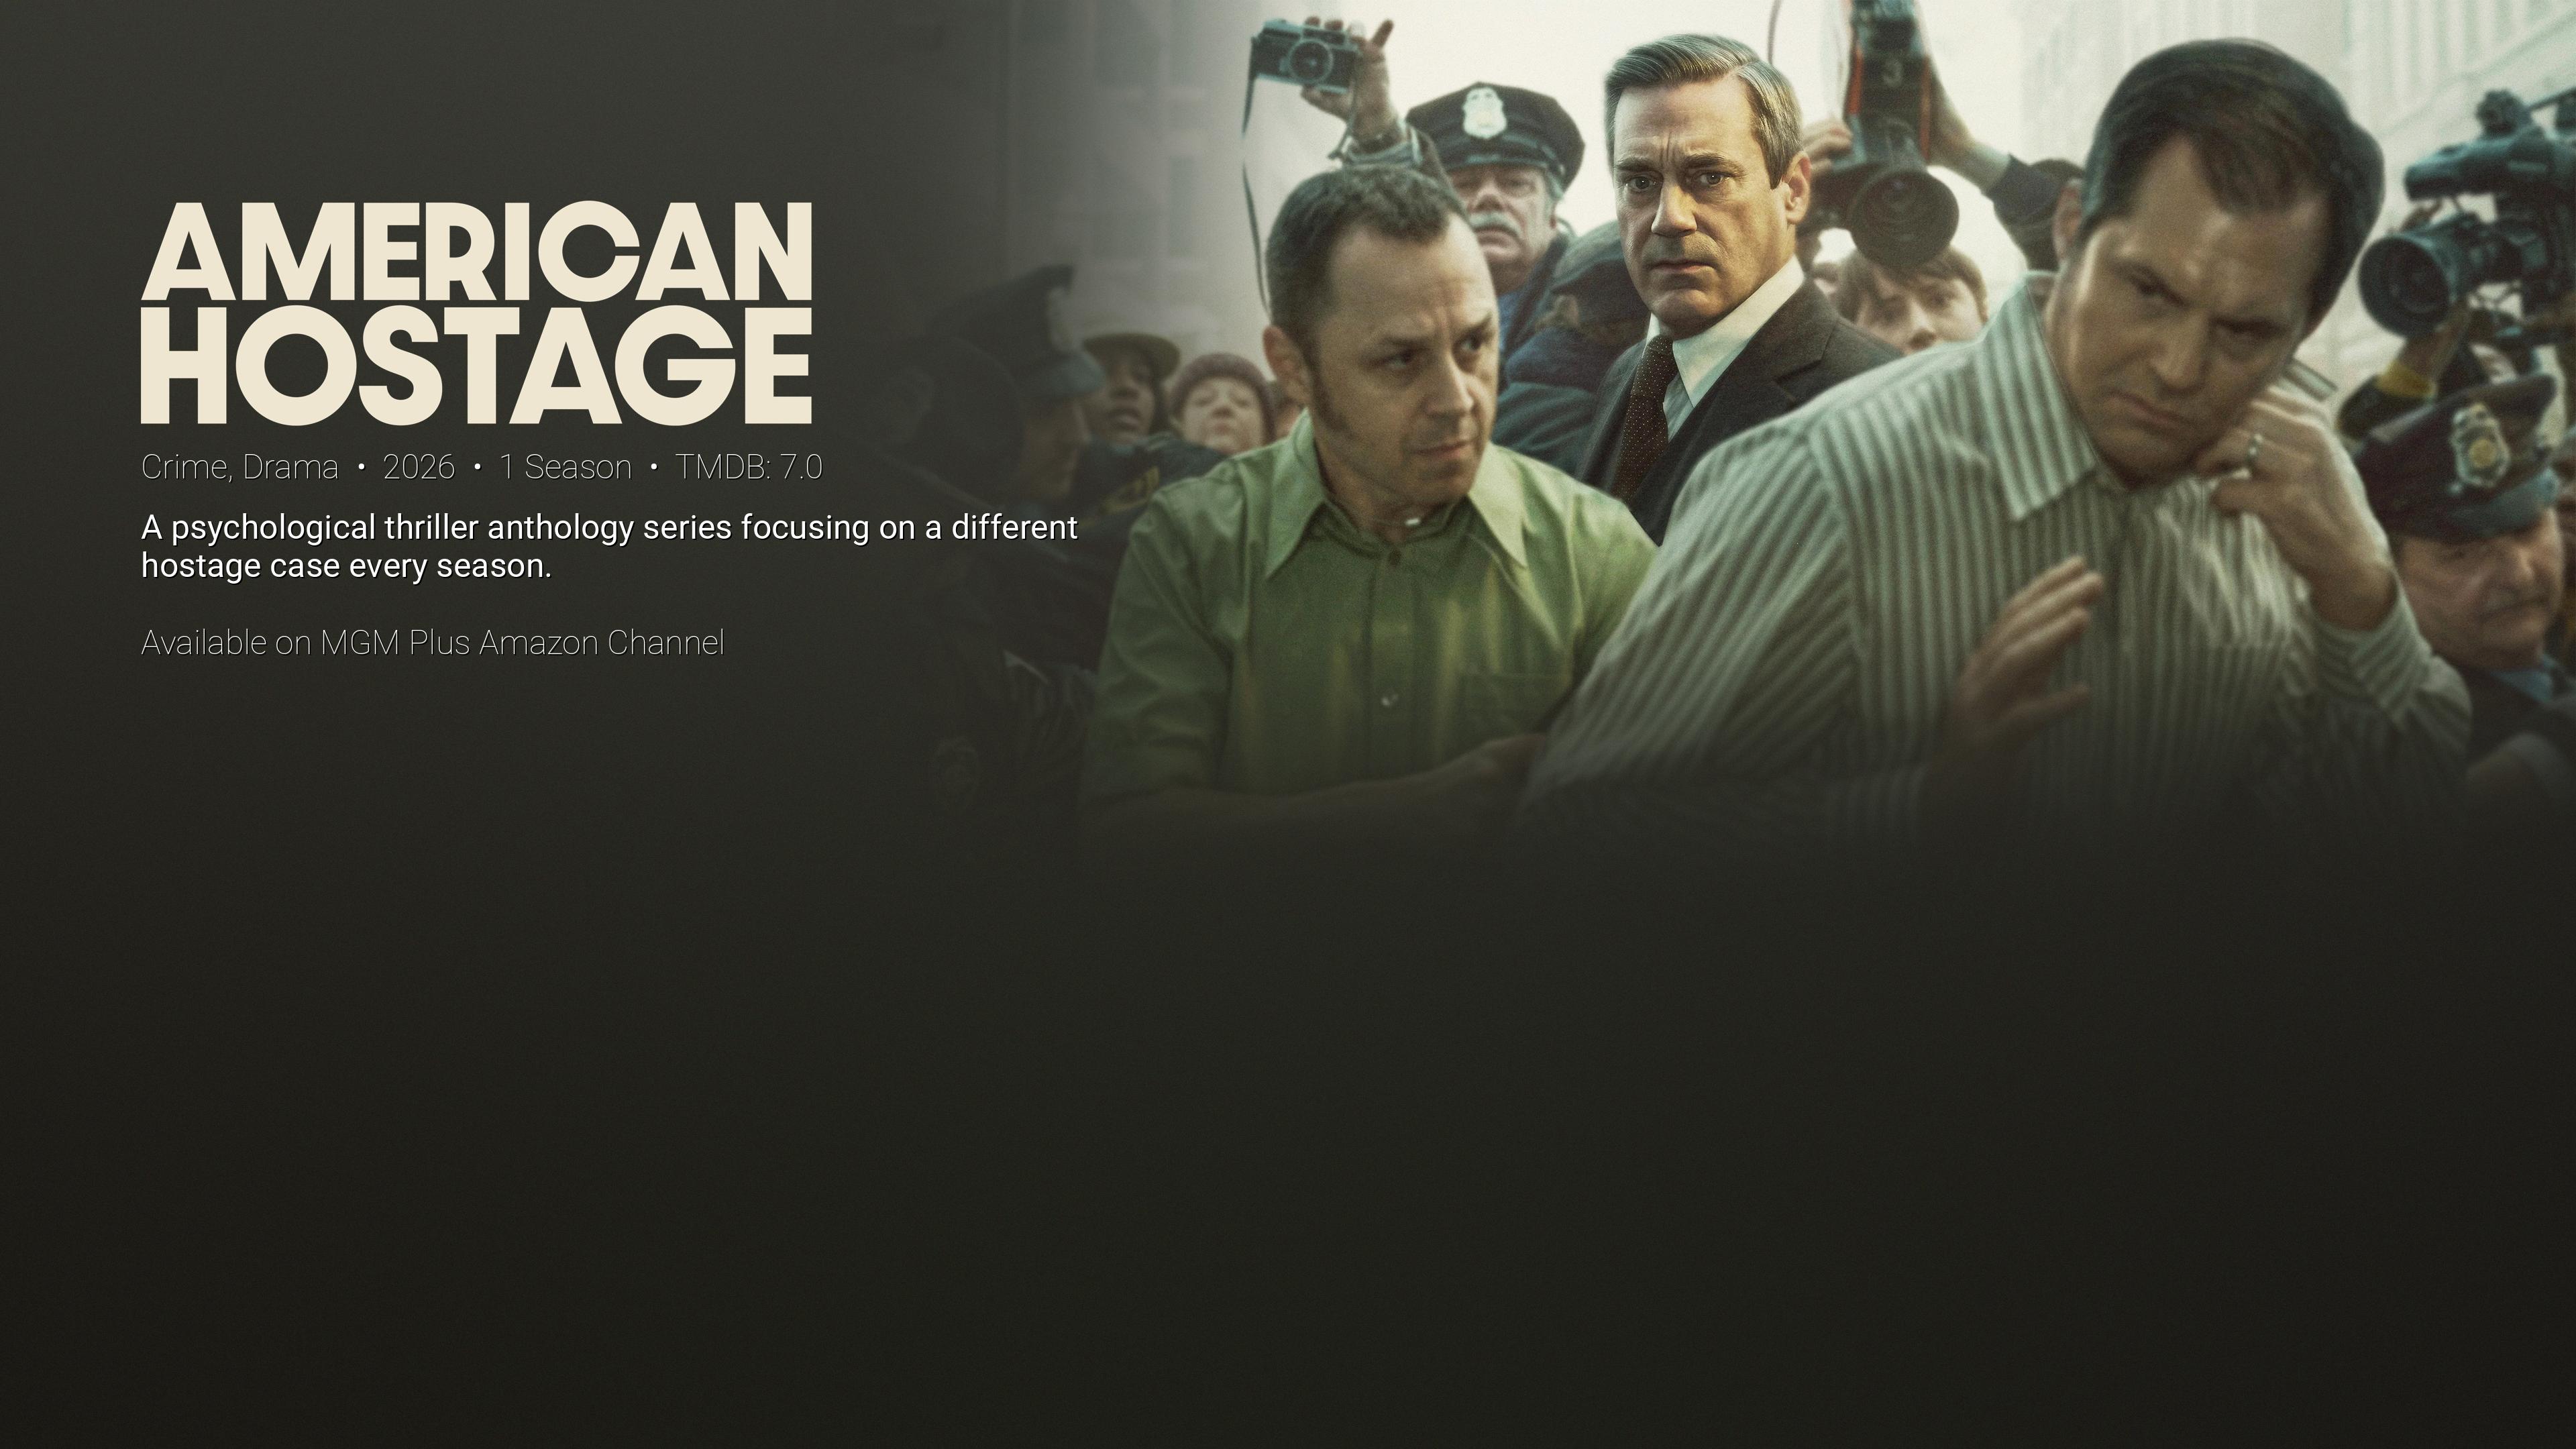 AMERICAN
HOSTAGE
Crime, Drama • 2026 • 1 Season • TMDB: 7.0
A psychological thriller anthology series focusing on a different
hostage case every season.
Available on MGM Plus Amazon Channel
3